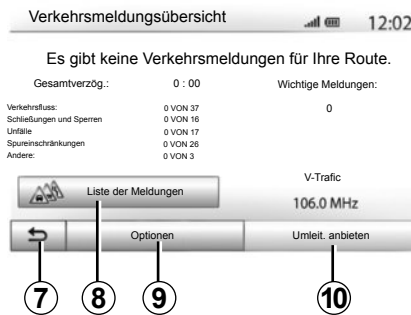 Verkehrsmeldungsübersicht 12:02
Es gibt keine Verkehrsmeldungen für Ihre Route.
Gesamtverzög.: 0 : 00 Wichtige Meldungen:
0
Verkehrsfluss: 0 VON 37
Schließungen und Sperren 0 VON 16
Unfälle 0 VON 17
Spureinschränkungen 0 VON 26
Andere: 0 VON 3
V-Trafic
Liste der Meldungen
106.0 MHz
Optionen Umleit. anbieten
7 8 9 10